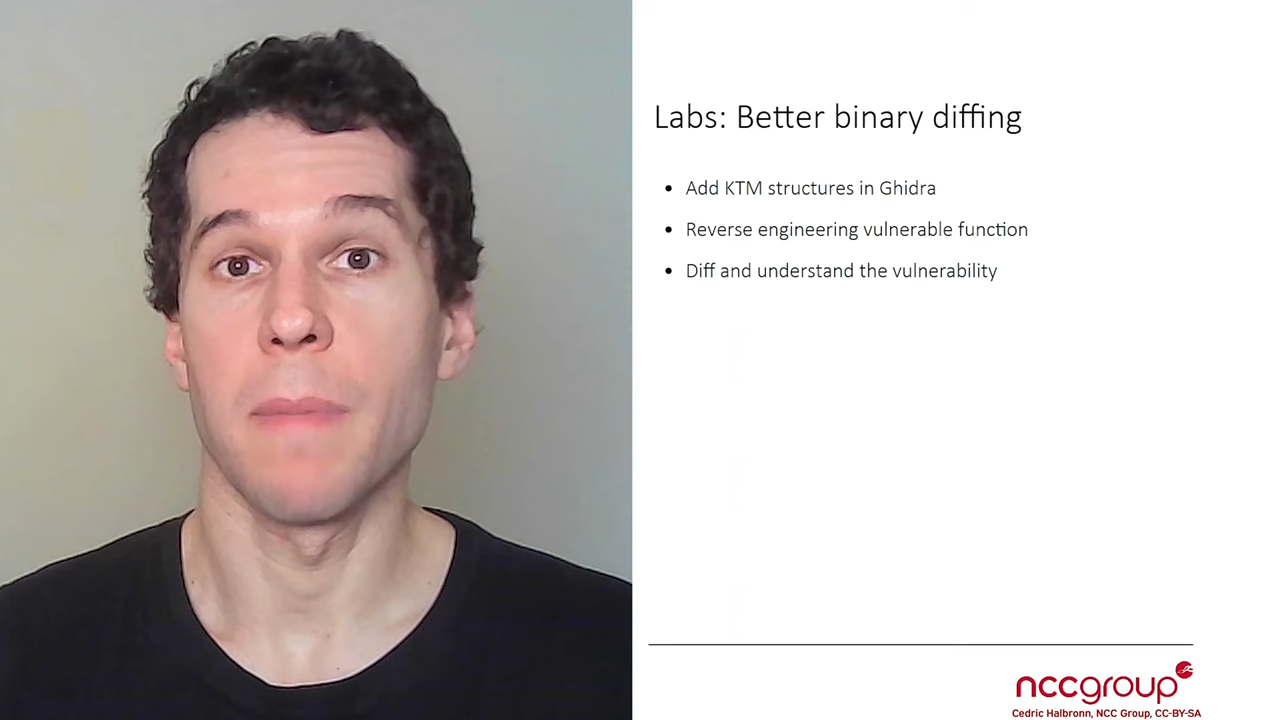 Labs: Better binary diffing
• Add KTM structures in Ghidra
• Reverse engineering vulnerable function
• Diff and understand the vulnerability
nccgroup
Cedric Halbronn, NCC Group, CC-BY-SA